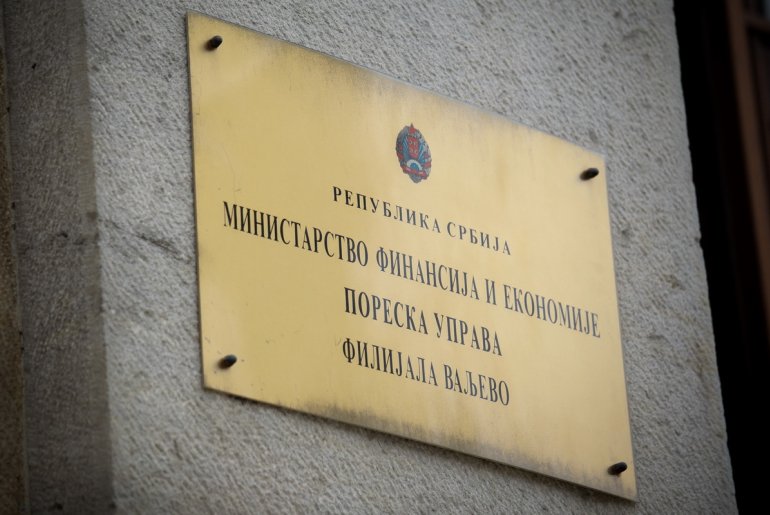 РЕПУБЛИКА СРБИЈА
МИНИСТАРСТВО ФИНАНСИЈА И ЕКОНОМИЈЕ
ПОРЕСКА УПРАВА
ФИЛИЈАЛА ВАЉЕВО